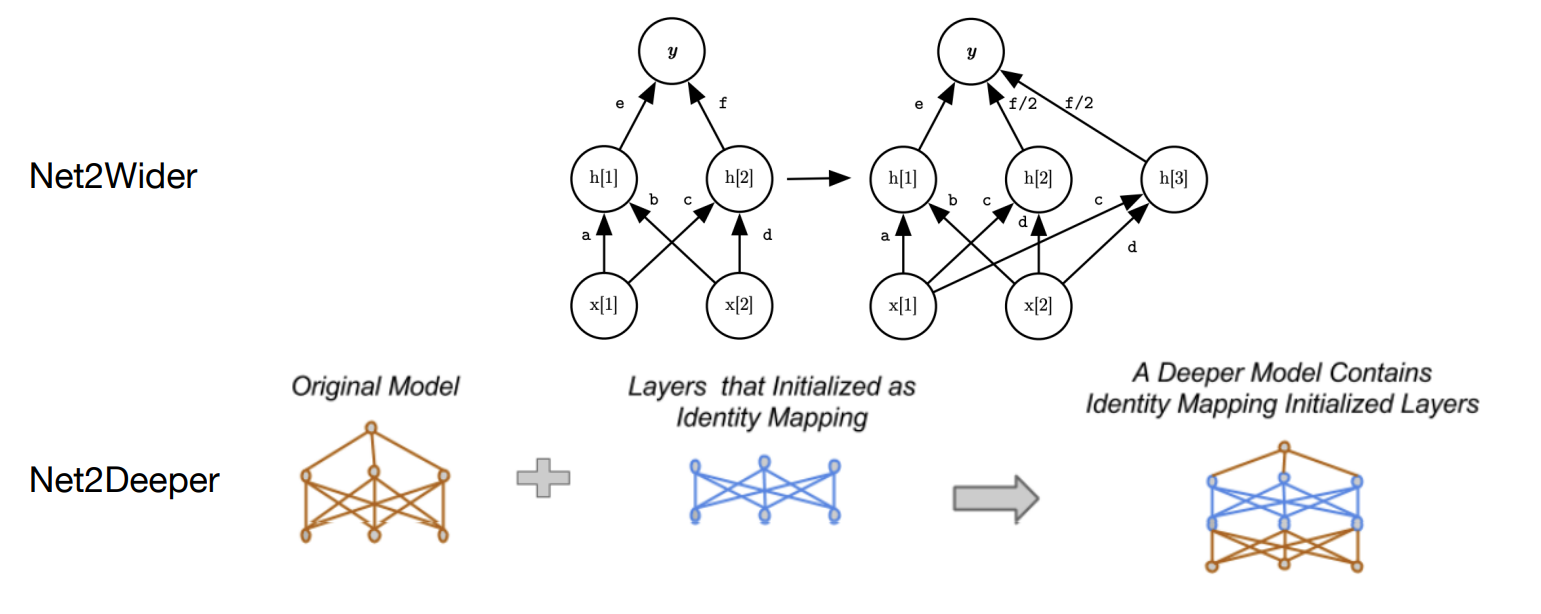 Net2Wider
y
e
f
h[1]
h[2]
a
b
c
d
x[1]
x[2]
y
e
f/2
f/2
h[1]
h[2]
h[3]
a
b
c
d
c
d
x[1]
x[2]
Net2Deeper
Original Model
Layers that Initialized as
Identity Mapping
A Deeper Model Contains
Identity Mapping Initialized Layers